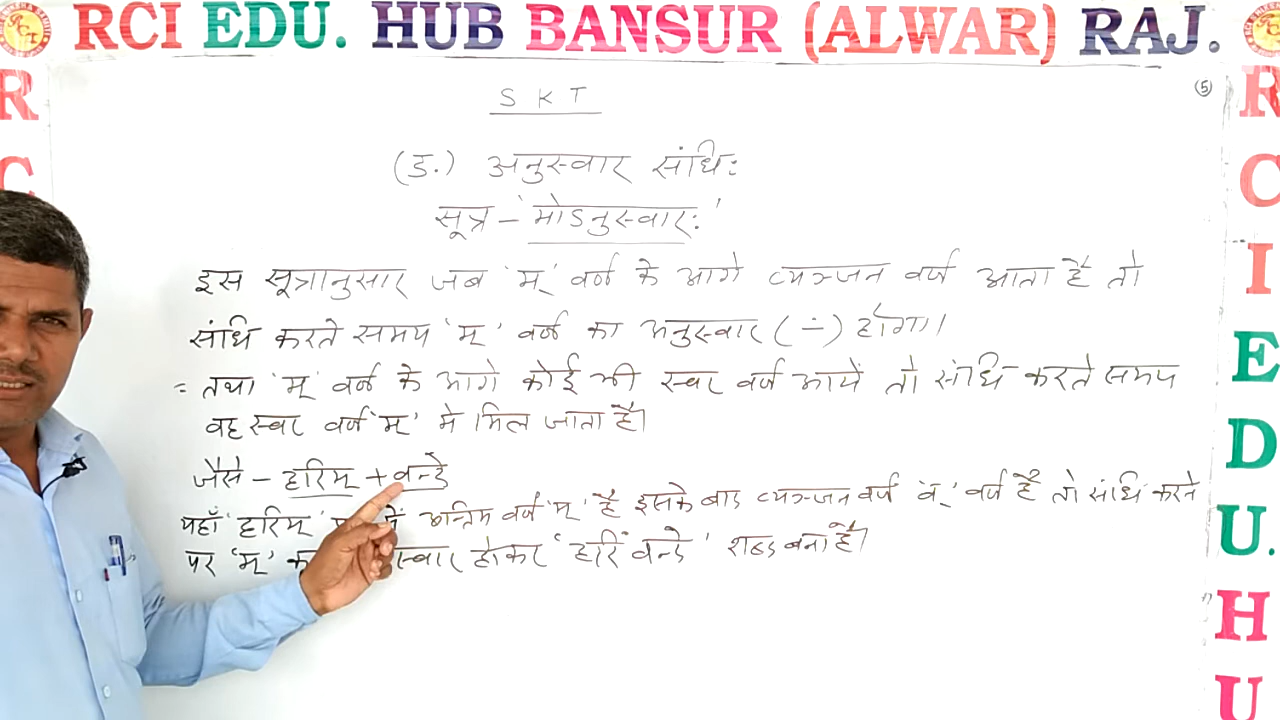 RCI EDU. HUB BANSUR (ALWAR) RAJ.
S K T
(5)
(ङ.) अनुस्वार संधिः
सूत्र - 'मोऽनुस्वारः'
इस सूत्रानुसार जब 'म्' वर्ण के आगे व्यञ्जन वर्ण आता है तो
संधि करते समय 'म्' वर्ण का अनुस्वार (∸) होगा।
= तथा 'म्' वर्ण के आगे कोई भी स्वर वर्ण आयें तो संधि करते समय
वह स्वर वर्ण 'म्' में मिल जाता है।
जैसे - हरिम् + वन्दे
यहाँ 'हरिम्' में अन्तिम वर्ण 'म्' है इसके बाद व्यञ्जन वर्ण 'व्' वर्ण है तो संधि करने
पर 'म्' स्वार होकर 'हरिं वन्दे' शब्द बना है।
R
C
R
C
I
E
D
U.
H
U